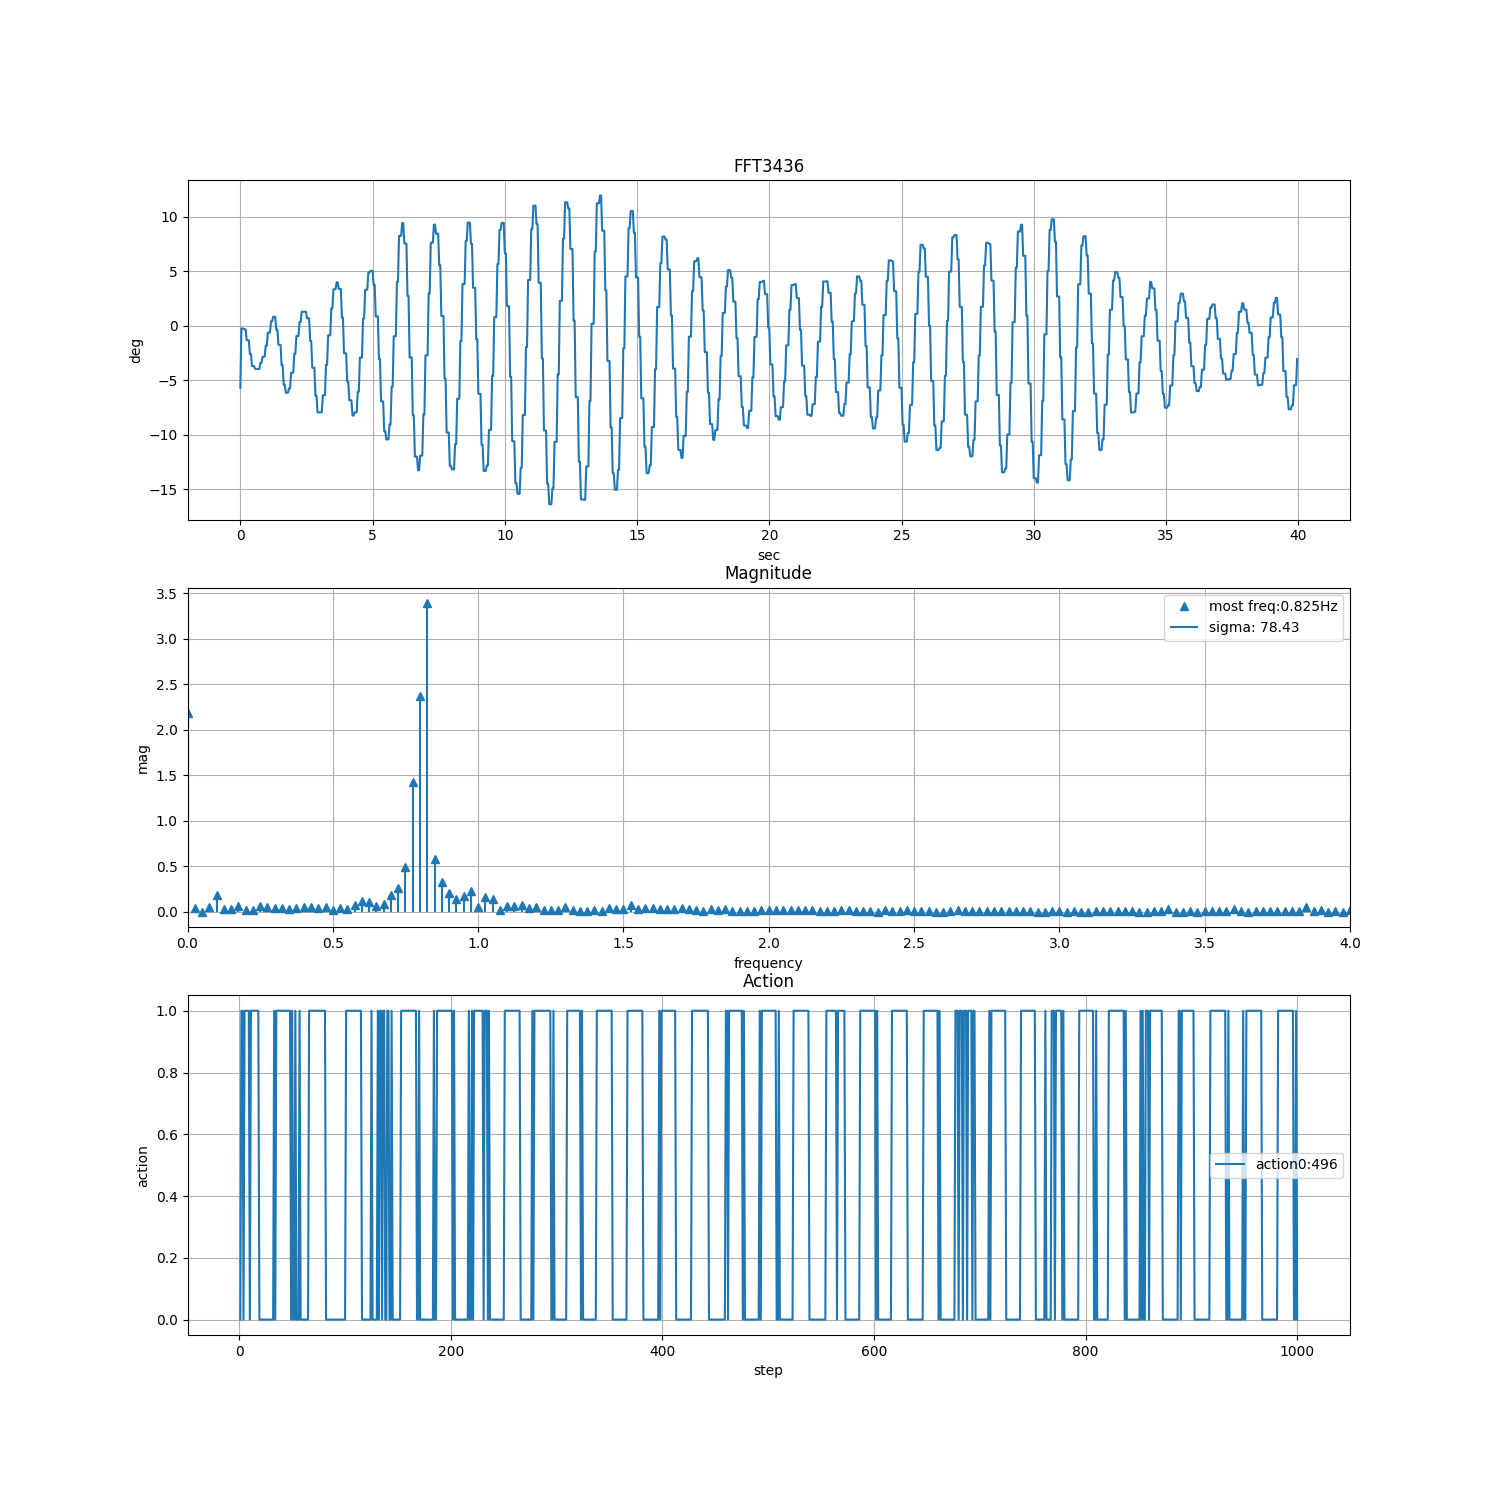 FFT3436
10
5
0
−5
−10
−15
deg
0 5 10 15 20 25 30 35 40
sec
Magnitude
3.5
3.0
2.5
2.0
1.5
1.0
0.5
0.0
mag
most freq:0.825Hz
sigma: 78.43
0.0 0.5 1.0 1.5 2.0 2.5 3.0 3.5 4.0
frequency
Action
1.0
0.8
0.6
0.4
0.2
0.0
action
action0:496
0 200 400 600 800 1000
step